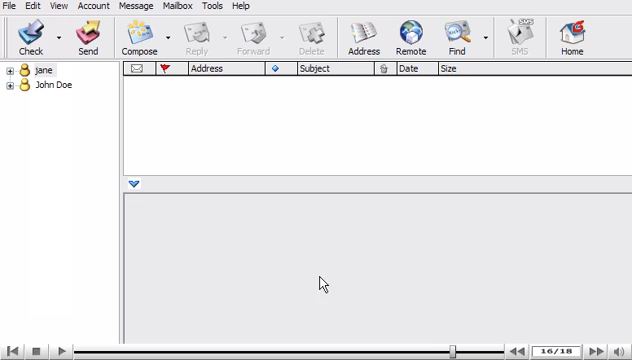 File Edit View Account Message Mailbox Tools Help
Check Send Compose Reply Forward Delete Address Remote Find SMS Home
jane
John Doe
Address Subject Date Size
16/18